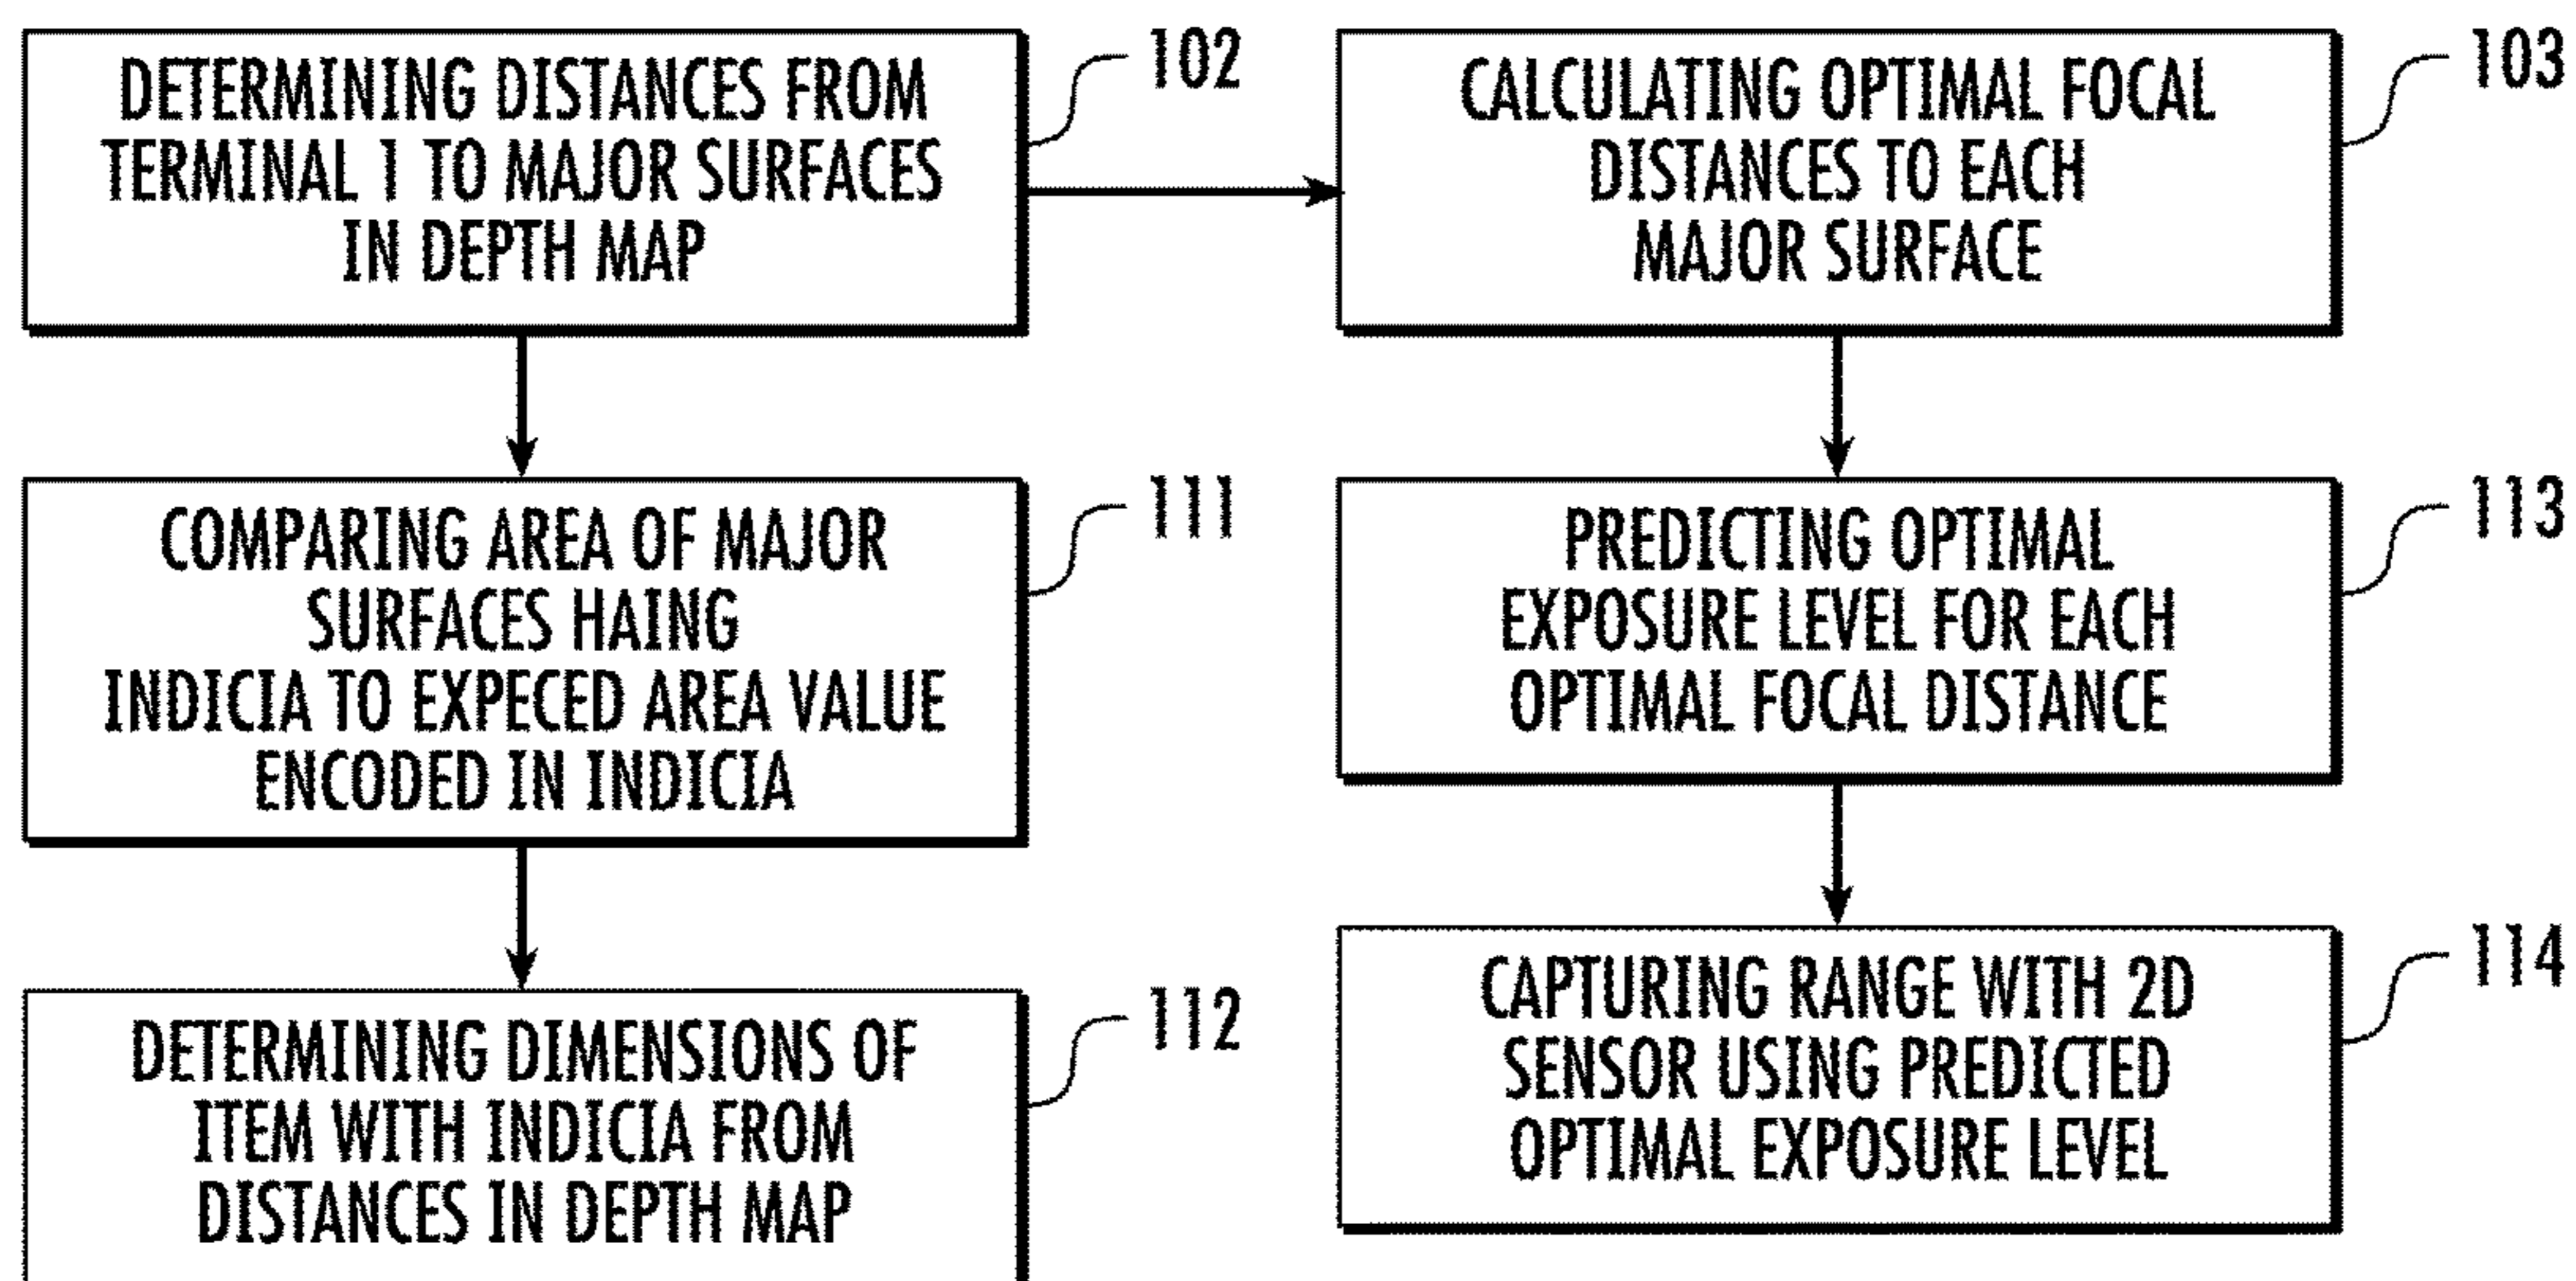 DETERMINING DISTANCES FROM
TERMINAL 1 TO MAJOR SURFACES
IN DEPTH MAP
102
CALCULATING OPTIMAL FOCAL
DISTANCES TO EACH
MAJOR SURFACE
103
COMPARING AREA OF MAJOR
SURFACES HAING
INDICIA TO EXPECED AREA VALUE
ENCODED IN INDICIA
111
PREDICTING OPTIMAL
EXPOSURE LEVEL FOR EACH
OPTIMAL FOCAL DISTANCE
113
DETERMINING DIMENSIONS OF
ITEM WITH INDICIA FROM
DISTANCES IN DEPTH MAP
112
CAPTURING RANGE WITH 2D
SENSOR USING PREDICTED
OPTIMAL EXPOSURE LEVEL
114